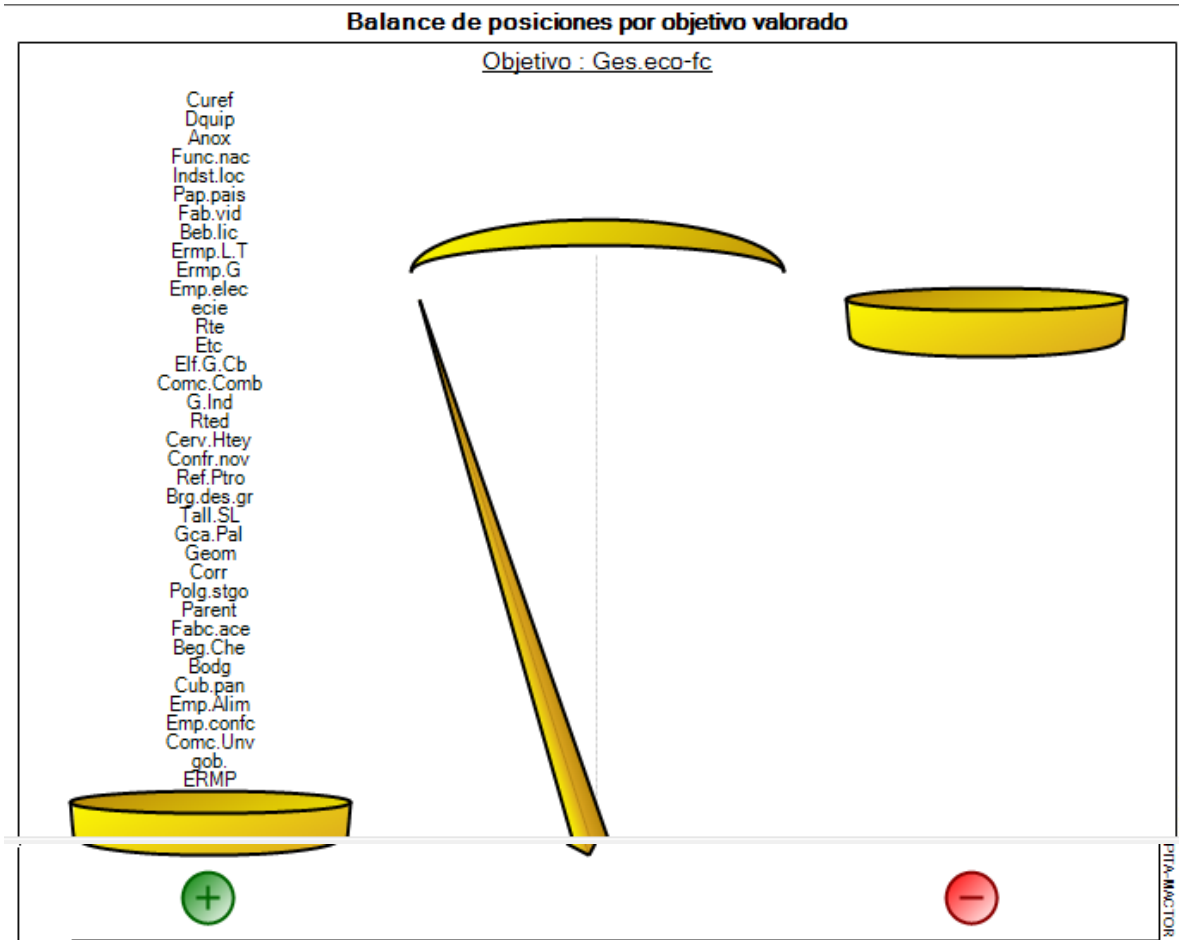 Balance de posiciones por objetivo valorado
Objetivo : Ges.eco-fc
Curef
Dquip
Anox
Func.nac
Indst.loc
Pap.pais
Fab.vid
Beb.lic
Ermp.L.T
Ermp.G
Emp.elec
ecie
Rte
Etc
Elf.G.Cb
Comc.Comb
G.Ind
Rted
Cerv.Htey
Confr.nov
Ref.Ptro
Brg.des.gr
Tall.SL
Gca.Pal
Geom
Corr
Polg.stgo
Parent
Fabc.ace
Beg.Che
Bodg
Cub.pan
Emp.Alim
Emp.confc
Comc.Unv
gob.
ERMP
+
−
PITA-MACTOR